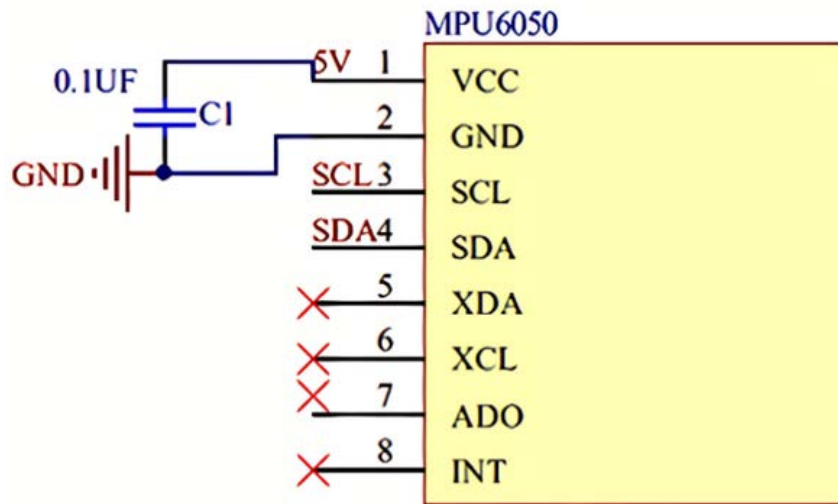 MPU6050
5V 1 VCC
0.1UF C1
2 GND
GND
SCL 3 SCL
SDA 4 SDA
5 XDA
6 XCL
7 ADO
8 INT